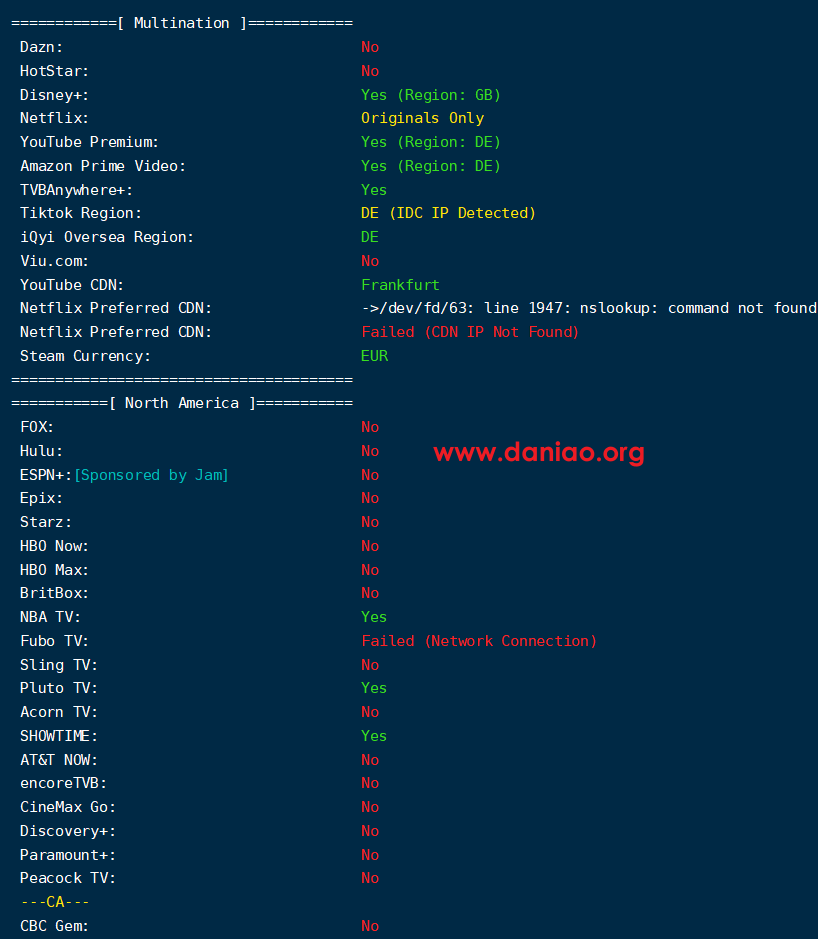 ============[ Multination ]============
Dazn: No
HotStar: No
Disney+: Yes (Region: GB)
Netflix: Originals Only
YouTube Premium: Yes (Region: DE)
Amazon Prime Video: Yes (Region: DE)
TVBAnywhere+: Yes
Tiktok Region: DE (IDC IP Detected)
iQyi Oversea Region: DE
Viu.com: No
YouTube CDN: Frankfurt
Netflix Preferred CDN: ->/dev/fd/63: line 1947: nslookup: command not found
Netflix Preferred CDN: Failed (CDN IP Not Found)
Steam Currency: EUR
=======================================
===========[ North America ]===========
FOX: No
Hulu: No
www.daniao.org
ESPN+:[Sponsored by Jam] No
Epix: No
Starz: No
HBO Now: No
HBO Max: No
BritBox: No
NBA TV: Yes
Fubo TV: Failed (Network Connection)
Sling TV: No
Pluto TV: Yes
Acorn TV: No
SHOWTIME: Yes
AT&T NOW: No
encoreTVB: No
CineMax Go: No
Discovery+: No
Paramount+: No
Peacock TV: No
---CA---
CBC Gem: No